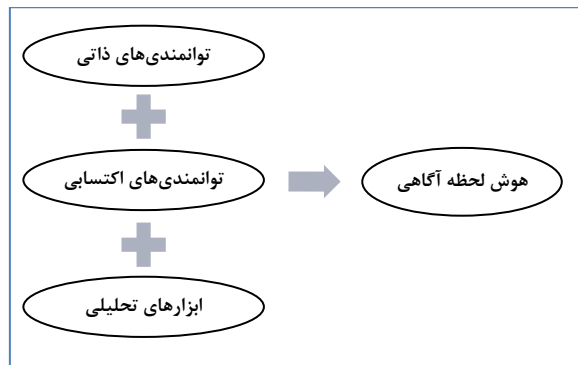 توانمندی‌های ذاتی
توانمندی‌های اکتسابی
هوش لحظه آگاهی
ابزارهای تحلیلی